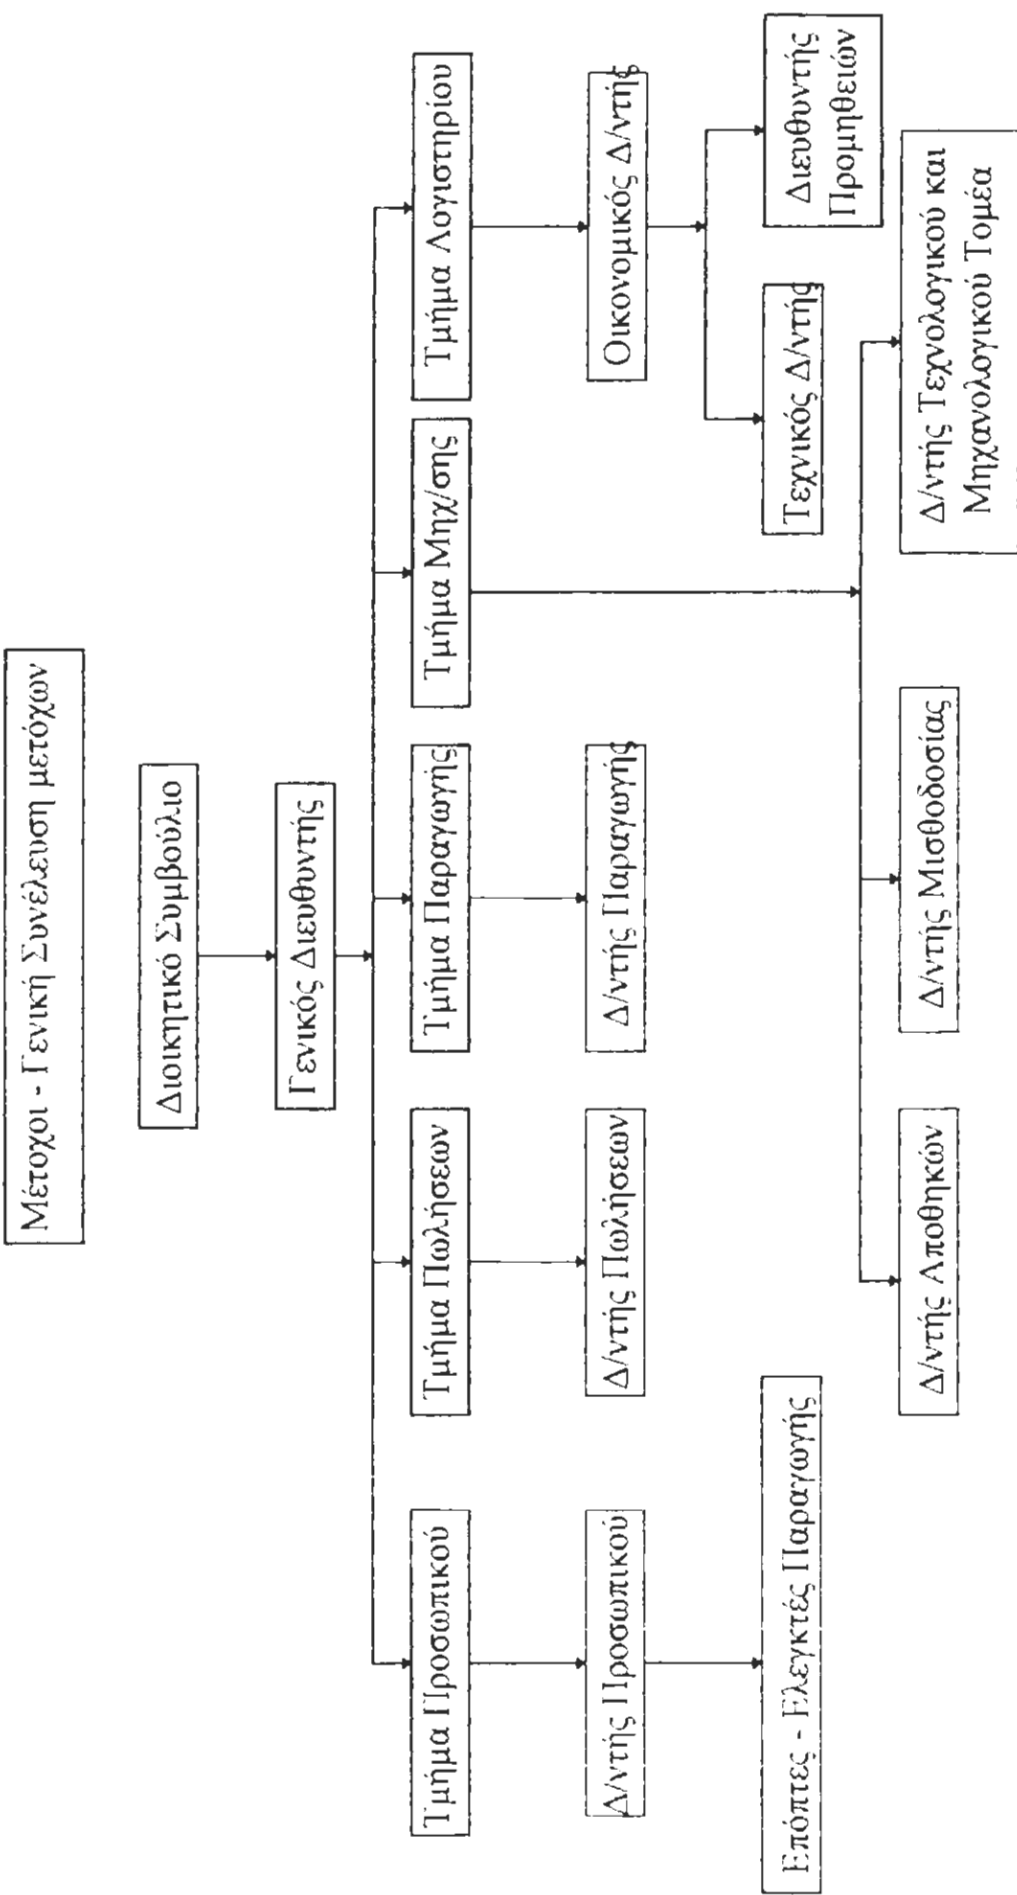 Μέτοχοι - Γενική Συνέλευση μετόχων
Διοικητικό Συμβούλιο
Γενικός Διευθυντής
Τμήμα Προσωπικού
Τμήμα Πωλήσεων
Τμήμα Παραγωγής
Τμήμα Μηχ/σης
Τμήμα Λογιστηρίου
Δ/ντής Προσωπικού
Δ/ντής Πωλήσεων
Δ/ντής Παραγωγής
Οικονομικός Δ/ντής
Επόπτες - Ελεγκτές Παραγωγής
Τεχνικός Δ/ντής
Διευθυντής
Προμηθειών
Δ/ντής Αποθηκών
Δ/ντής Μισθοδοσίας
Δ/ντής Τεχνολογικού και
Μηχανολογικού Τομέα